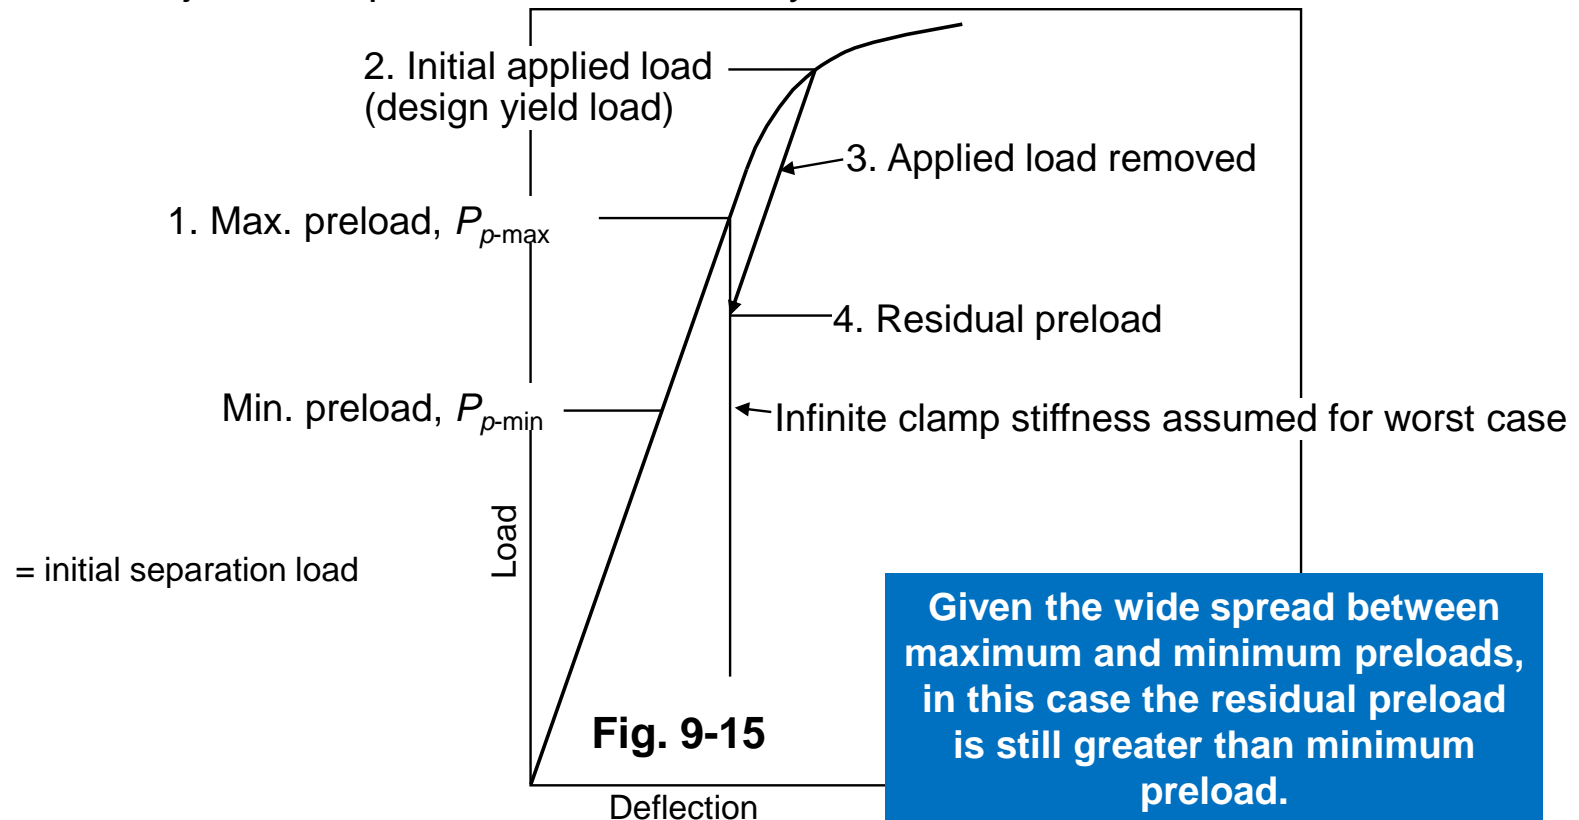 2. Initial applied load
(design yield load)
3. Applied load removed
1. Max. preload, Pp-max
4. Residual preload
Min. preload, Pp-min
Infinite clamp stiffness assumed for worst case
Load
= initial separation load
Given the wide spread between
maximum and minimum preloads,
in this case the residual preload
is still greater than minimum
preload.
Fig. 9-15
Deflection